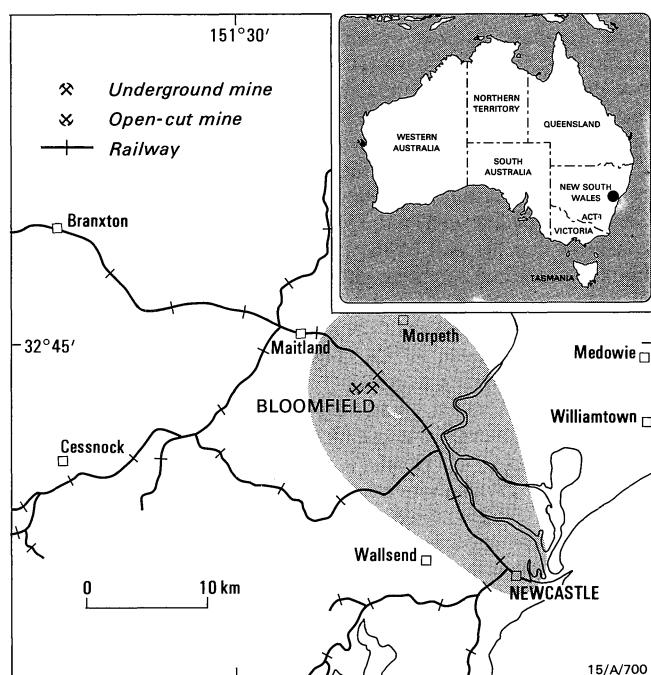 151°30'
Underground mine
Open-cut mine
Railway
NORTHERN
TERRITORY
QUEENSLAND
WESTERN
AUSTRALIA
SOUTH
AUSTRALIA
NEW SOUTH
WALES
ACT
VICTORIA
TASMANIA
Branxton
Morpeth
32°45'
Maitland
Medowie
BLOOMFIELD
Williamtown
Cessnock
Wallsend
0 10 km
NEWCASTLE
15/A/700